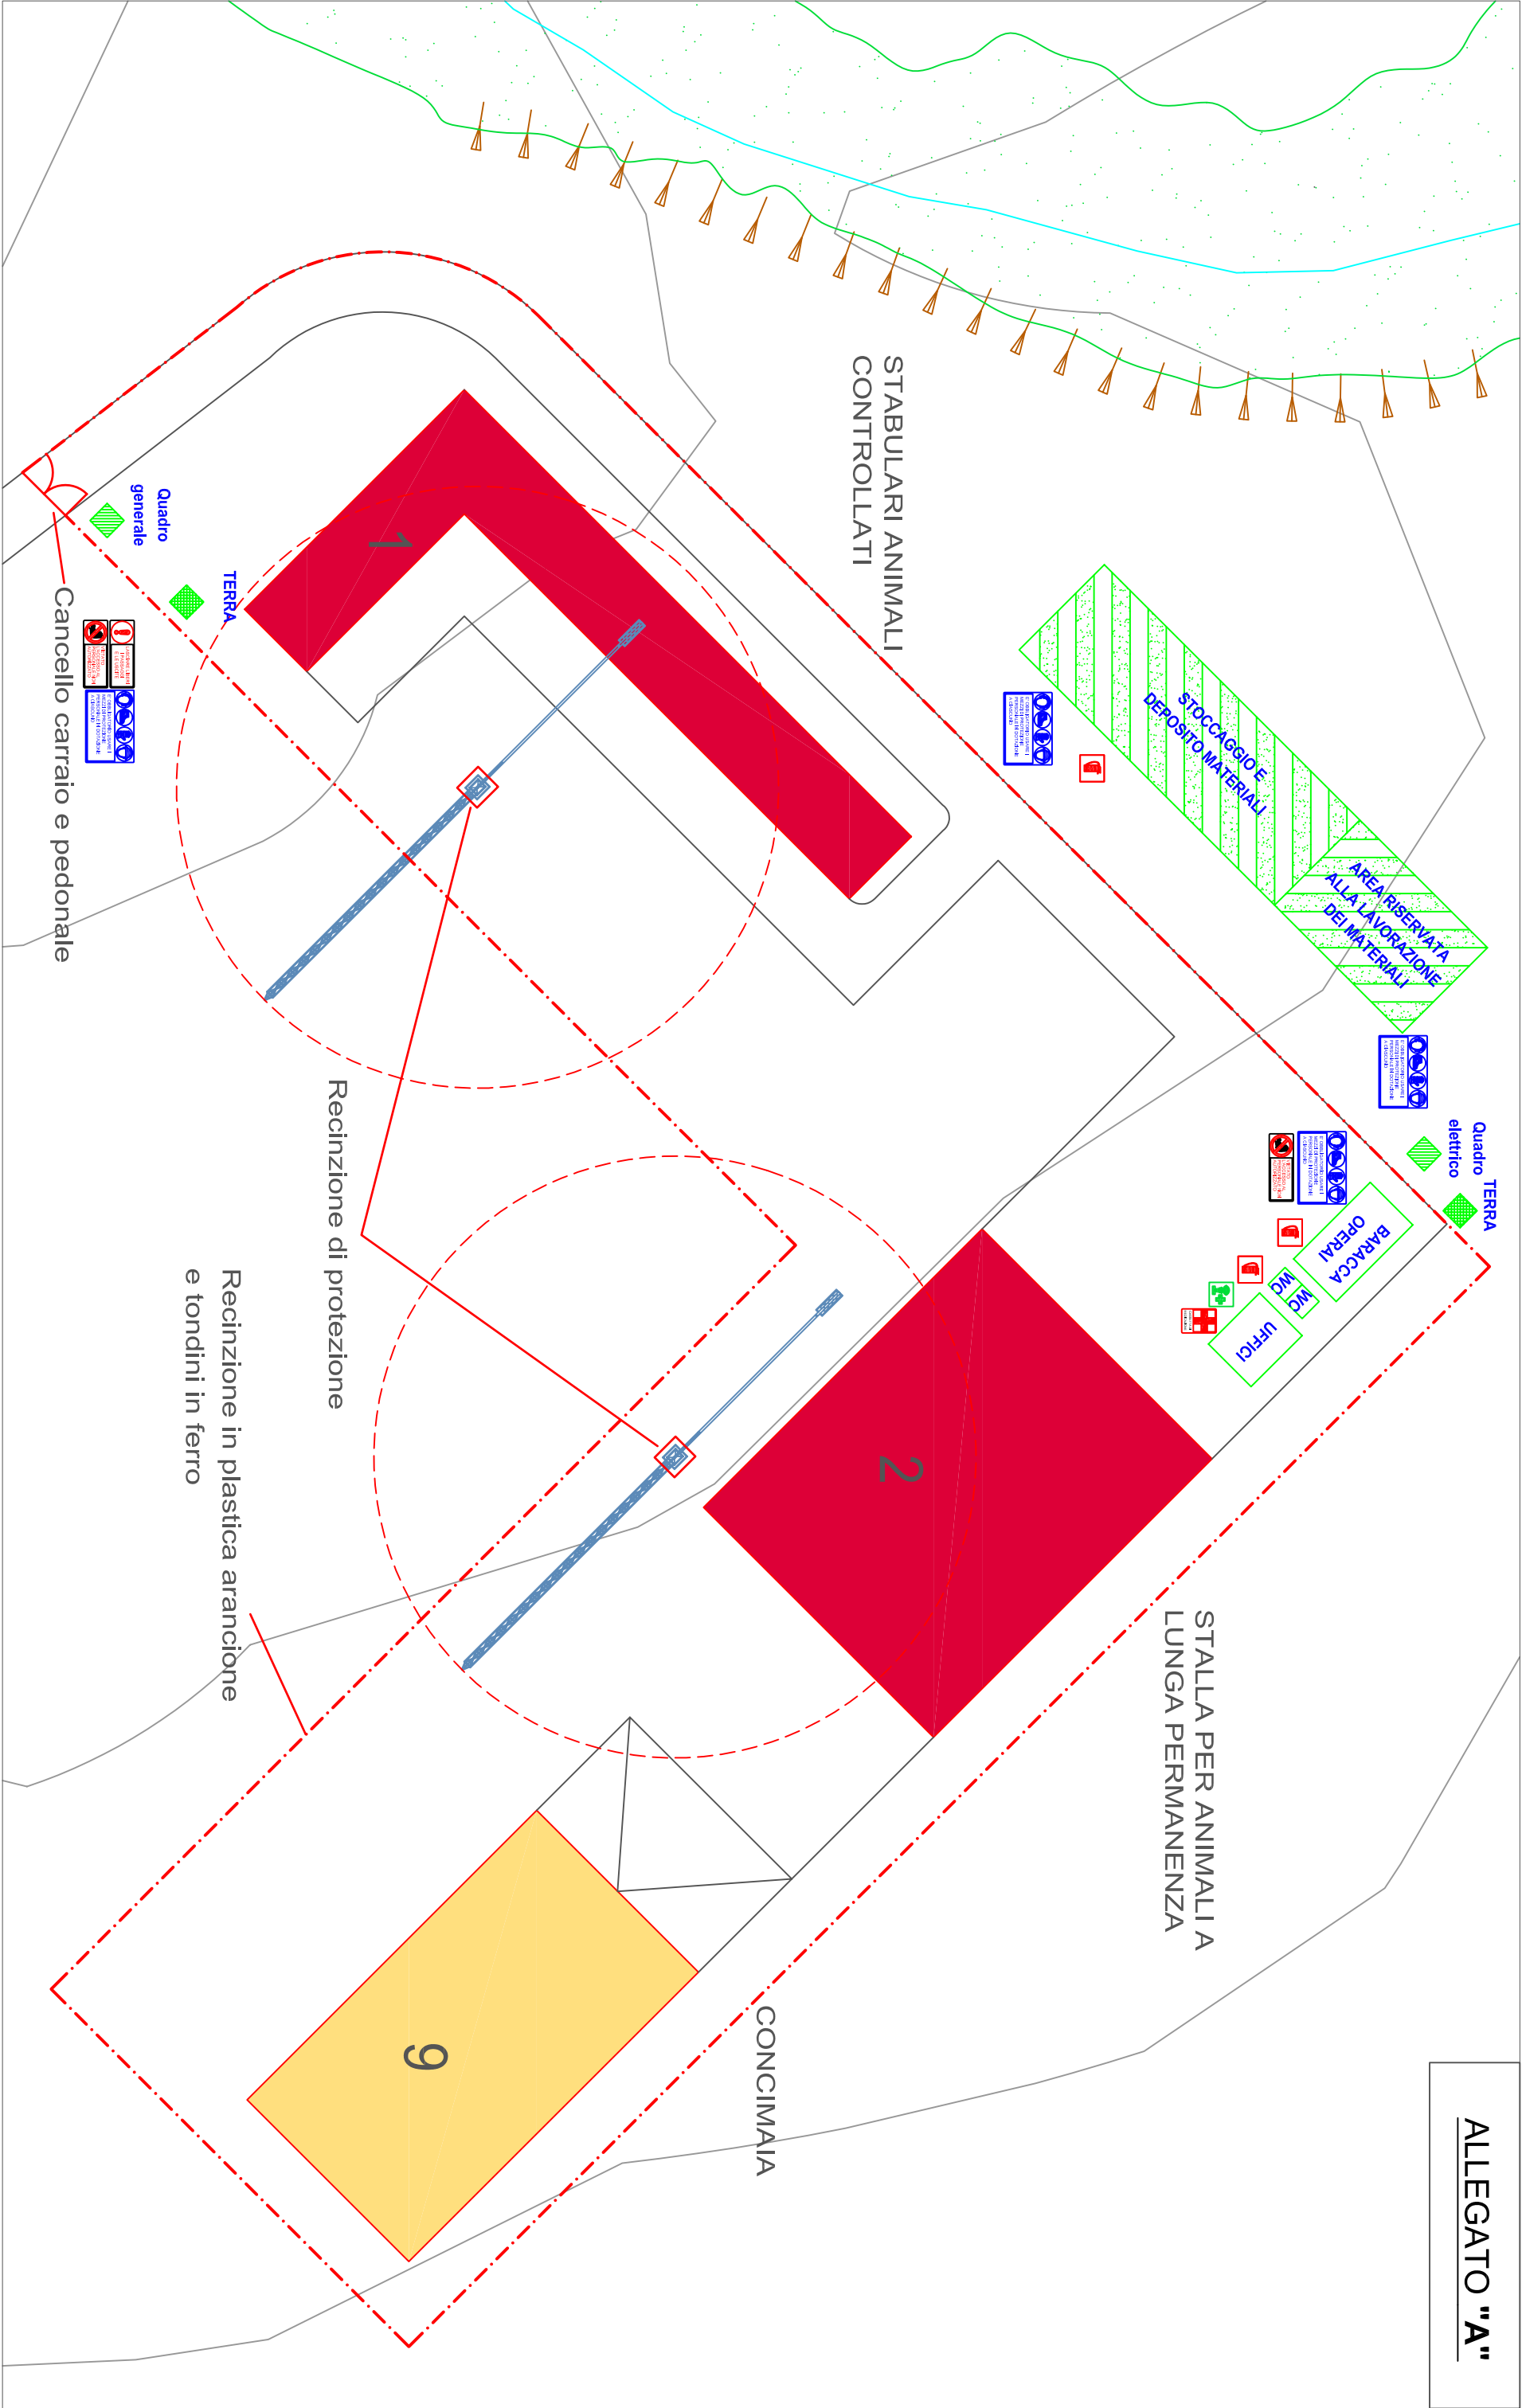 ALLEGATO "A"
STABULARI ANIMALI
CONTROLLATI
STOCCAGGIO E
DEPOSITO MATERIALI
AREA RISERVATA
ALLA LAVORAZIONE
DEI MATERIALI
Quadro
elettrico
TERRA
BARACCA
OPERAI
WC
WC
UFFICI
STALLA PER ANIMALI A
LUNGA PERMANENZA
CONCIMAIA
1
2
9
Quadro
generale
TERRA
Cancello carraio e pedonale
Recinzione di protezione
Recinzione in plastica arancione
e tondini in ferro